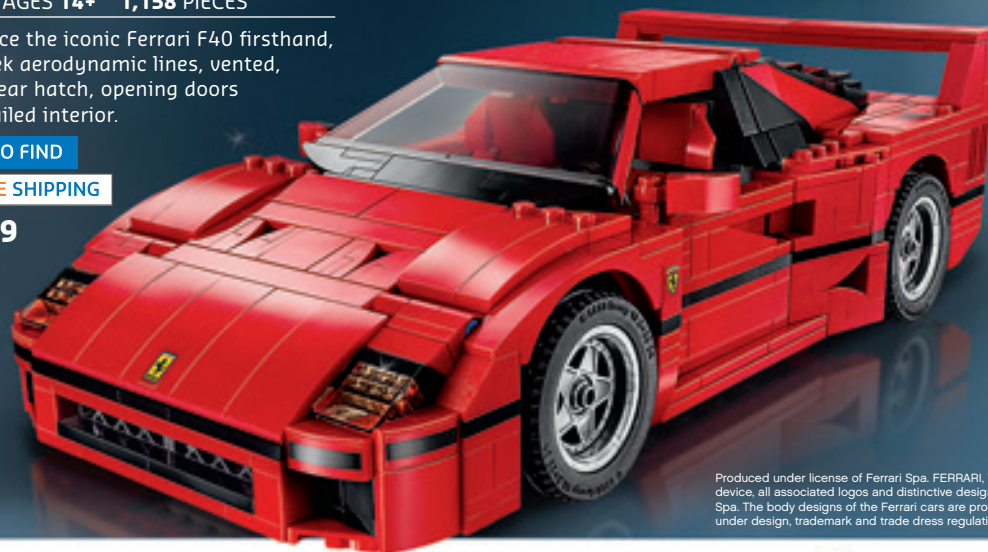 AGES 14+ 1,158 PIECES
ce the iconic Ferrari F40 firsthand,
ek aerodynamic lines, vented,
ear hatch, opening doors
iled interior.
O FIND
E SHIPPING
9
Produced under license of Ferrari Spa. FERRARI,
device, all associated logos and distinctive desig
Spa. The body designs of the Ferrari cars are pro
under design, trademark and trade dress regulati